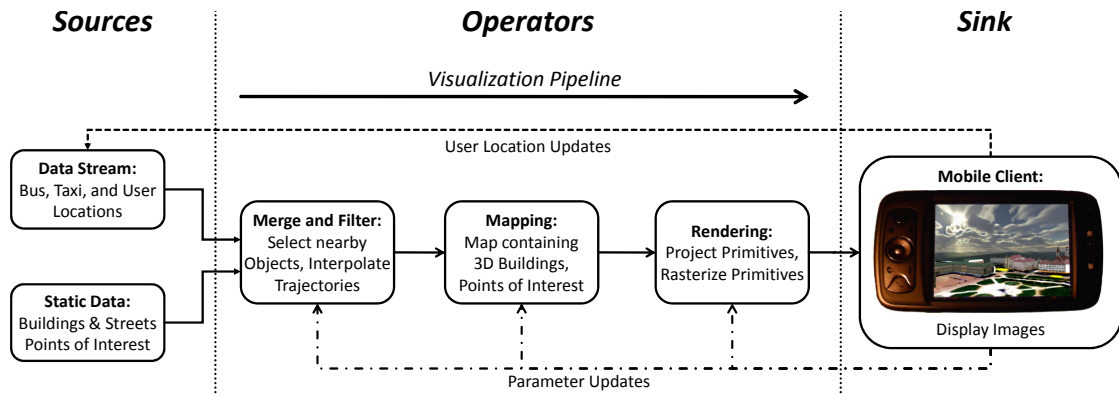 Sources
Operators
Sink
Visualization Pipeline
User Location Updates
Data Stream:
Bus, Taxi, and User
Locations
Static Data:
Buildings & Streets
Points of Interest
Merge and Filter:
Select nearby
Objects, Interpolate
Trajectories
Mapping:
Map containing
3D Buildings,
Points of Interest
Rendering:
Project Primitives,
Rasterize Primitives
Mobile Client:
Display Images
Parameter Updates